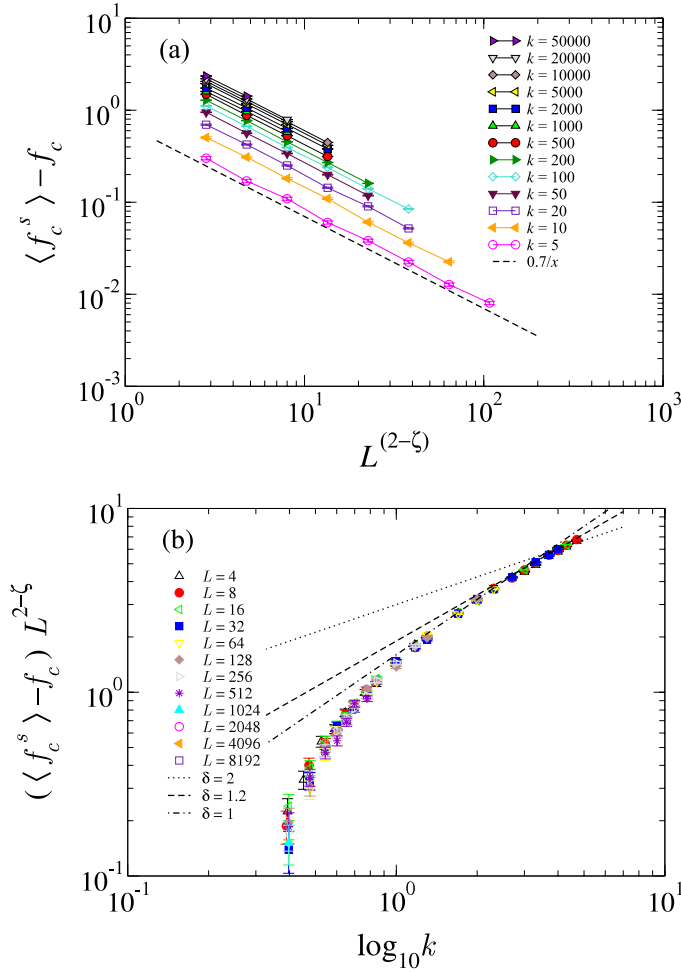 (a)
10^1
10^0
10^-1
10^-2
10^-3
⟨f_c^s⟩ − f_c
k = 50000
k = 20000
k = 10000
k = 5000
k = 2000
k = 1000
k = 500
k = 200
k = 100
k = 50
k = 20
k = 10
k = 5
0.7/x
10^0 10^1 10^2 10^3
L^(2−ζ)
(b)
10^1
10^0
10^-1
(⟨f_c^s⟩ − f_c) L^2−ζ
L = 4
L = 8
L = 16
L = 32
L = 64
L = 128
L = 256
L = 512
L = 1024
L = 2048
L = 4096
L = 8192
δ = 2
δ = 1.2
δ = 1
10^-1 10^0 10^1
log_10 k